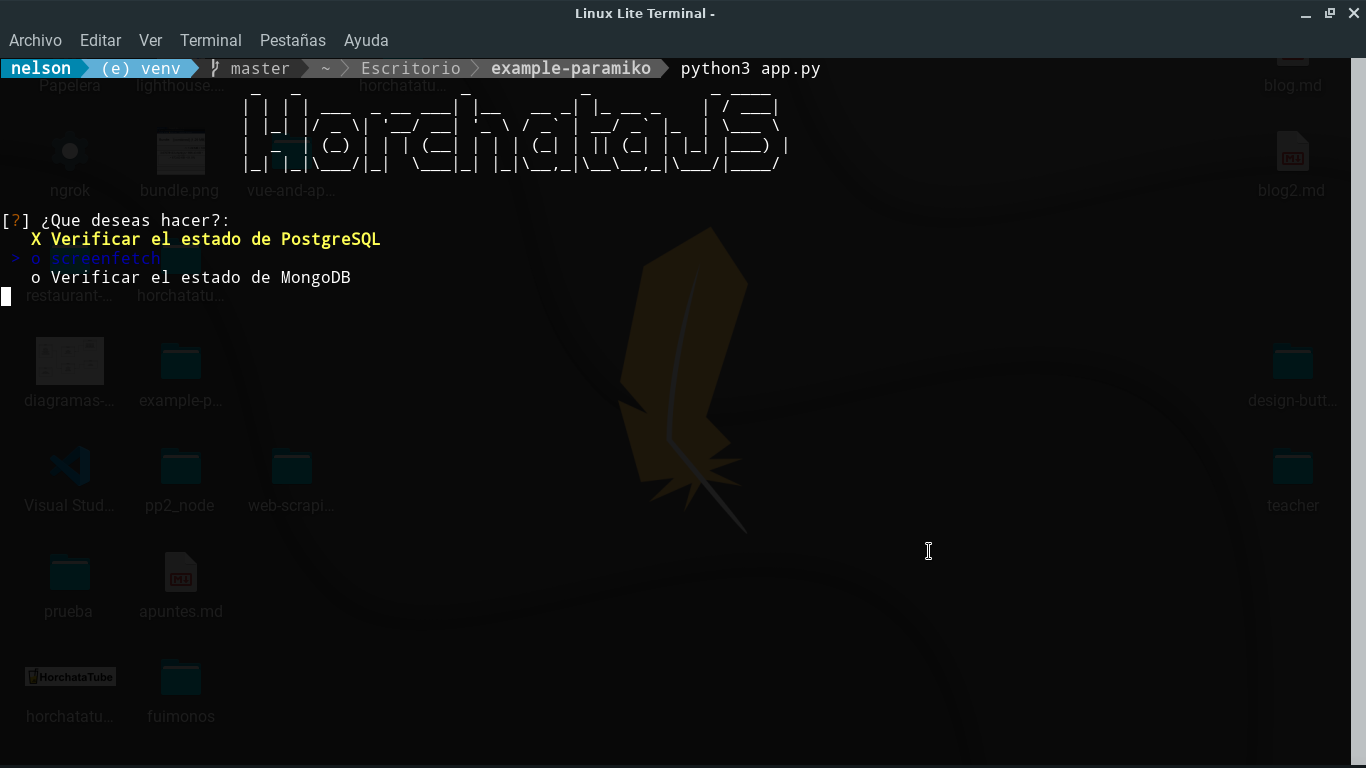 Linux Lite Terminal -
Archivo Editar Ver Terminal Pestañas Ayuda
nelson (e) venv master ~ Escritorio example-paramiko python3 app.py
Papelera lighthouse.... horchatatu... blog.md
HorchataJS
ngrok bundle.png vue-and-ap... blog2.md
[?] ¿Que deseas hacer?:
X Verificar el estado de PostgreSQL
> o screenfetch
o Verificar el estado de MongoDB
restaurant-... horchatatu...
diagramas-... example-p... design-butt...
Visual Stud... pp2_node web-scrapi... teacher
prueba apuntes.md
HorchataTube
horchatatu... fuimonos